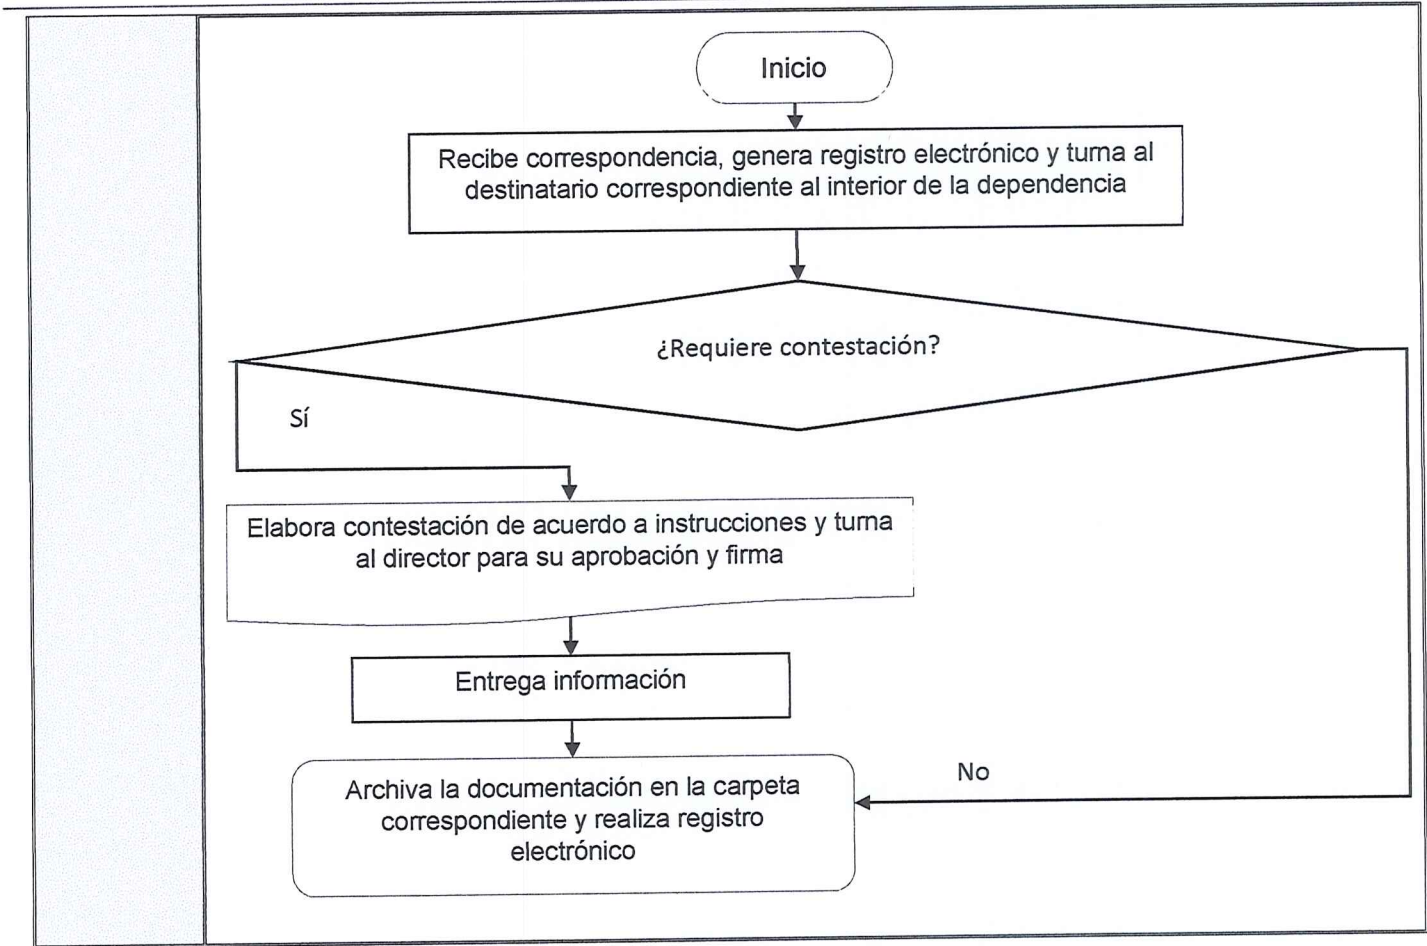 Inicio
Recibe correspondencia, genera registro electrónico y turna al
destinatario correspondiente al interior de la dependencia
¿Requiere contestación?
Sí
Elabora contestación de acuerdo a instrucciones y turna
al director para su aprobación y firma
Entrega información
No
Archiva la documentación en la carpeta
correspondiente y realiza registro
electrónico